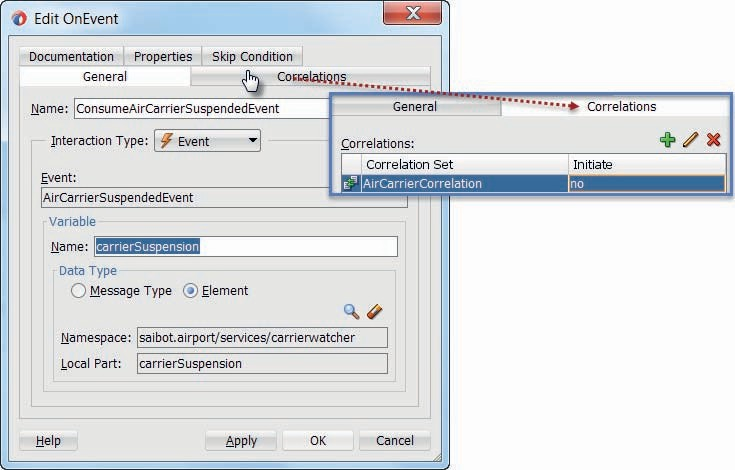 Edit OnEvent
Documentation Properties Skip Condition
General Correlations
Name: ConsumeAirCarrierSuspendedEvent
Interaction Type: Event
Event:
AirCarrierSuspendedEvent
Variable
Name: carrierSuspension
Data Type
Message Type Element
Namespace: saibot.airport/services/carrierwatcher
Local Part: carrierSuspension
Help Apply OK Cancel
General Correlations
Correlations:
Correlation Set Initiate
AirCarrierCorrelation no